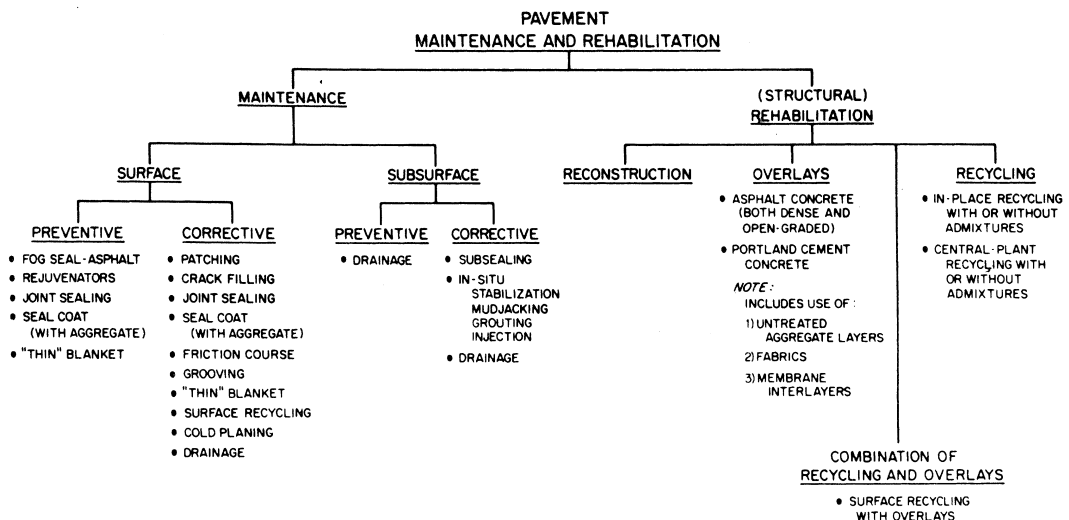 PAVEMENT
MAINTENANCE AND REHABILITATION
MAINTENANCE
(STRUCTURAL)
REHABILITATION
SURFACE
SUBSURFACE
RECONSTRUCTION
OVERLAYS
• ASPHALT CONCRETE
(BOTH DENSE AND
OPEN-GRADED)
• PORTLAND CEMENT
CONCRETE
NOTE:
INCLUDES USE OF:
1) UNTREATED
AGGREGATE LAYERS
2) FABRICS
3) MEMBRANE
INTERLAYERS
RECYCLING
• IN-PLACE RECYCLING
WITH OR WITHOUT
ADMIXTURES
• CENTRAL-PLANT
RECYCLING WITH
OR WITHOUT
ADMIXTURES
PREVENTIVE
• FOG SEAL-ASPHALT
• REJUVENATORS
• JOINT SEALING
• SEAL COAT
(WITH AGGREGATE)
• "THIN" BLANKET
CORRECTIVE
• PATCHING
• CRACK FILLING
• JOINT SEALING
• SEAL COAT
(WITH AGGREGATE)
• FRICTION COURSE
• GROOVING
• "THIN" BLANKET
• SURFACE RECYCLING
• COLD PLANING
• DRAINAGE
PREVENTIVE
• DRAINAGE
CORRECTIVE
• SUBSEALING
• IN-SITU
STABILIZATION
MUDJACKING
GROUTING
INJECTION
• DRAINAGE
COMBINATION OF
RECYCLING AND OVERLAYS
• SURFACE RECYCLING
WITH OVERLAYS